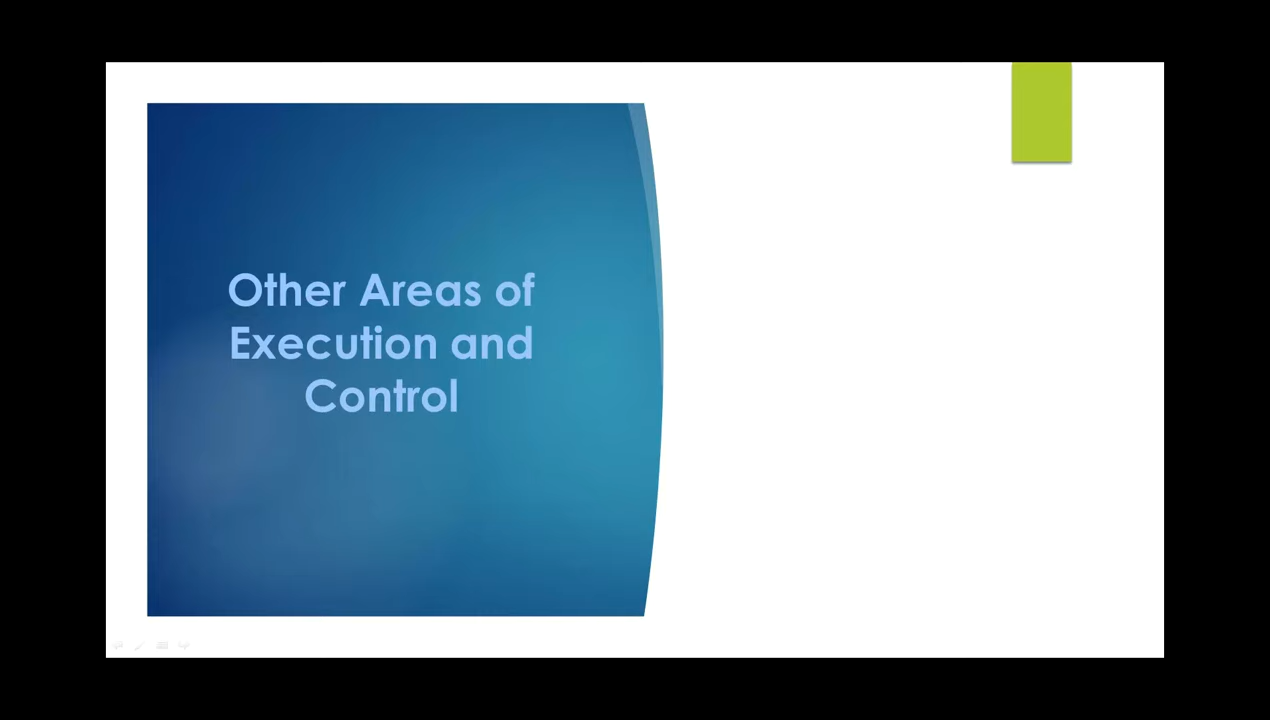 Other Areas of
Execution and
Control